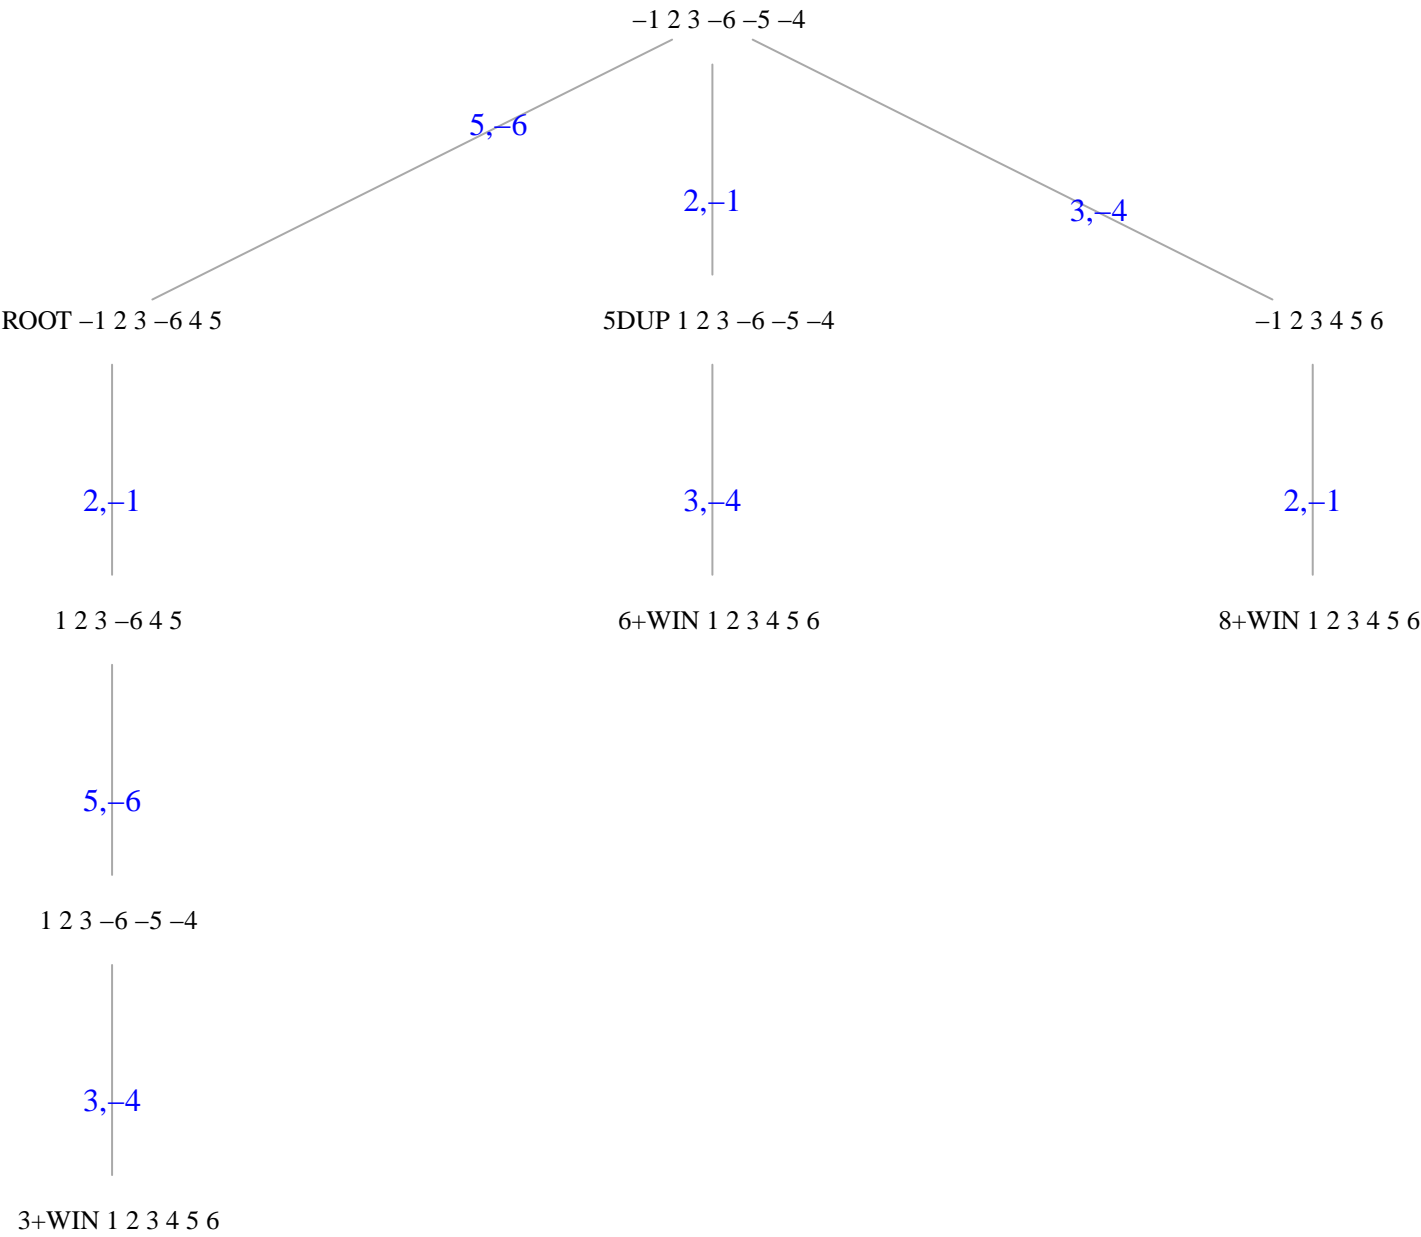 –1 2 3 –6 –5 –4
5,–6
2,–1
3,–4
ROOT –1 2 3 –6 4 5
5DUP 1 2 3 –6 –5 –4
–1 2 3 4 5 6
2,–1
3,–4
2,–1
1 2 3 –6 4 5
6+WIN 1 2 3 4 5 6
8+WIN 1 2 3 4 5 6
5,–6
1 2 3 –6 –5 –4
3,–4
3+WIN 1 2 3 4 5 6